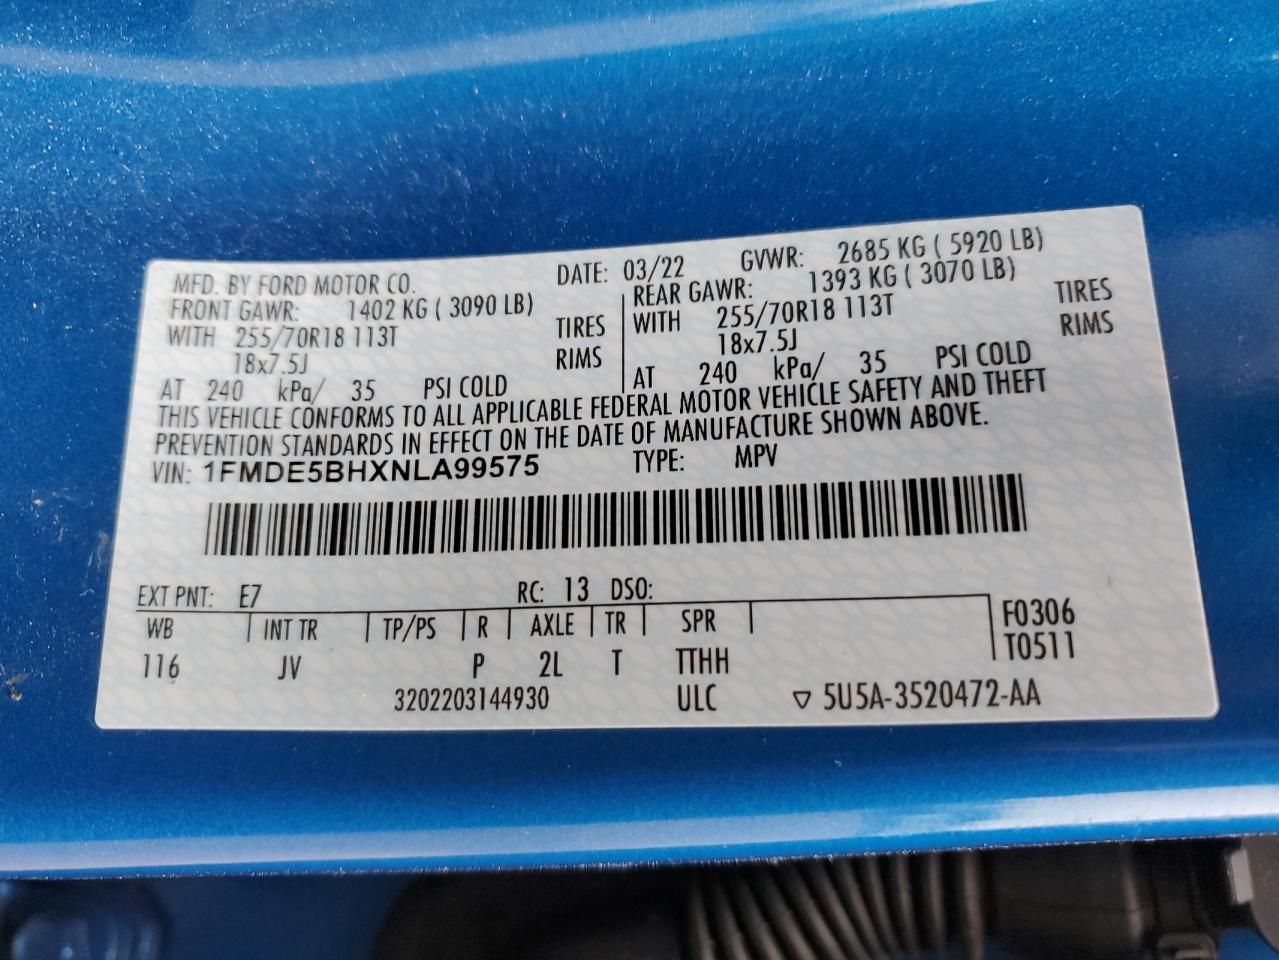 MFD. BY FORD MOTOR CO. DATE: 03/22 GVWR: 2685 KG ( 5920 LB)
FRONT GAWR: 1402 KG ( 3090 LB) REAR GAWR: 1393 KG ( 3070 LB)
WITH 255/70R18 113T TIRES WITH 255/70R18 113T TIRES
18x7.5J RIMS 18x7.5J RIMS
AT 240 kPa/ 35 PSI COLD AT 240 kPa/ 35 PSI COLD
THIS VEHICLE CONFORMS TO ALL APPLICABLE FEDERAL MOTOR VEHICLE SAFETY AND THEFT
PREVENTION STANDARDS IN EFFECT ON THE DATE OF MANUFACTURE SHOWN ABOVE.
VIN: 1FMDE5BHXNLA99575 TYPE: MPV
EXT PNT: E7 RC: 13 DSO:
WB INT TR TP/PS R AXLE TR SPR F0306
116 JV P 2L T TTHH T0511
3202203144930 ULC ▽ 5U5A-3520472-AA